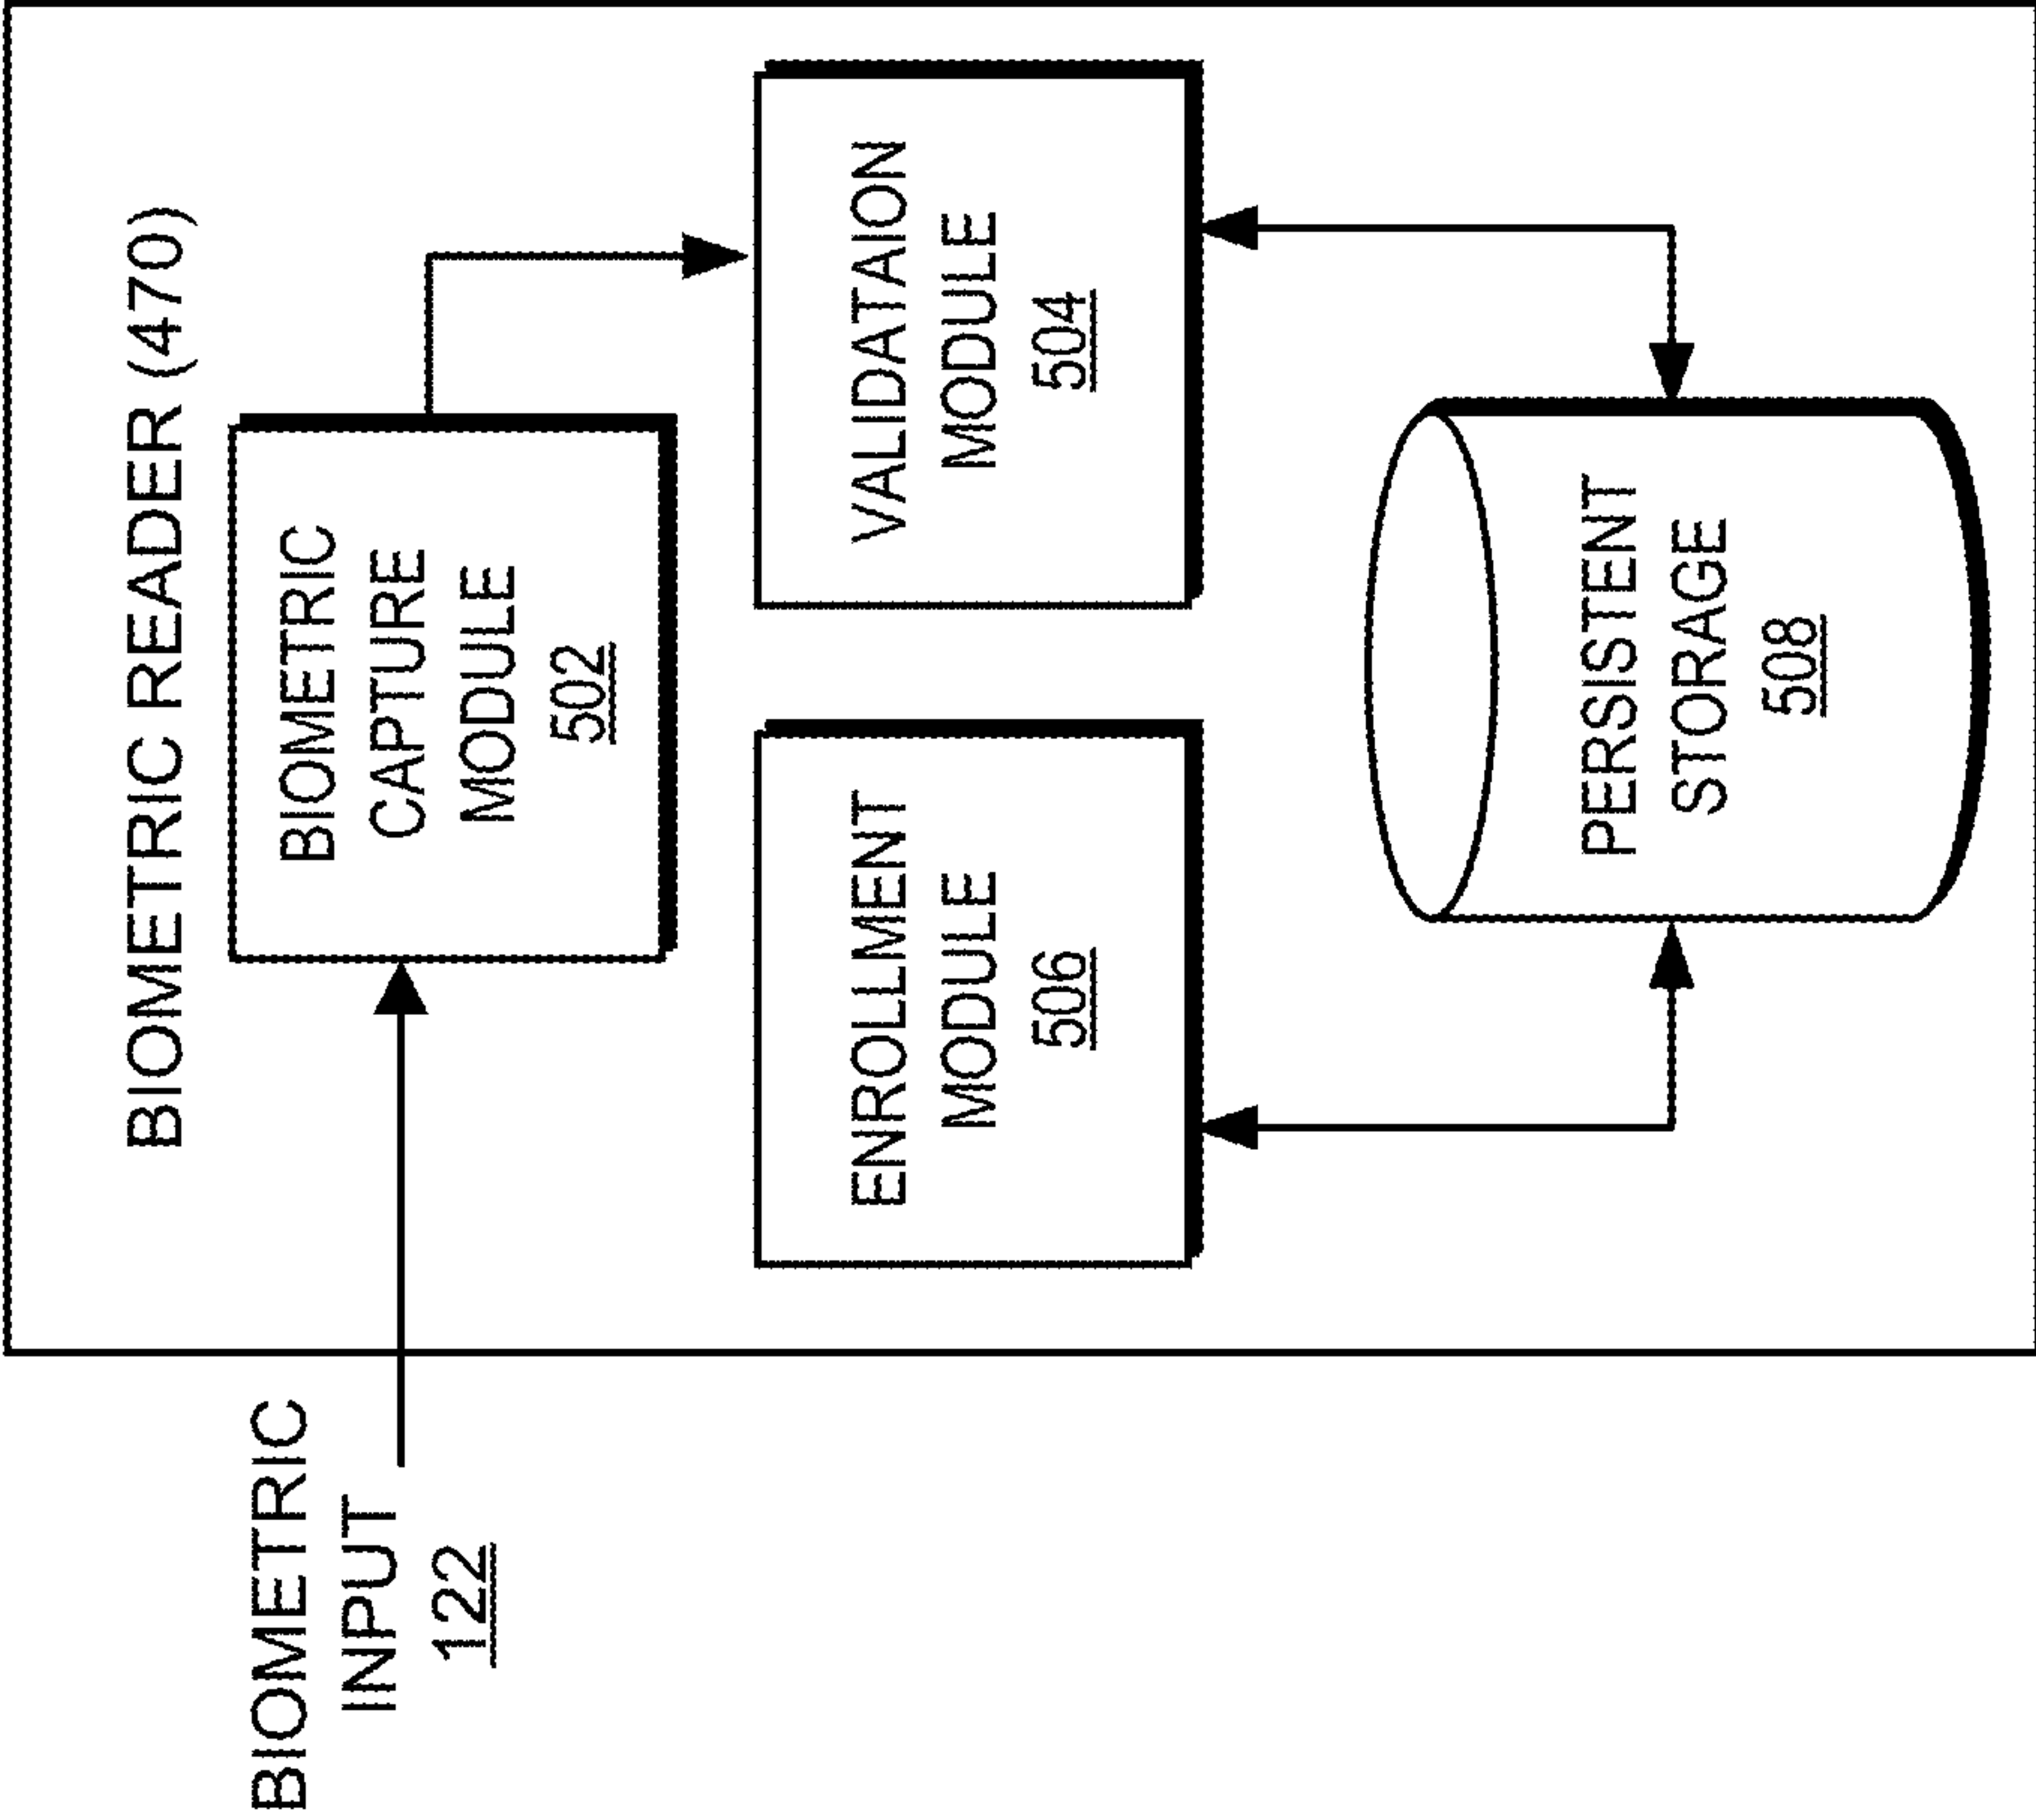 BIOMETRIC READER (470)
BIOMETRIC
INPUT
122
BIOMETRIC
CAPTURE
MODULE
502
ENROLLMENT
MODULE
506
VALIDATAION
MODULE
504
PERSISTENT
STORAGE
508